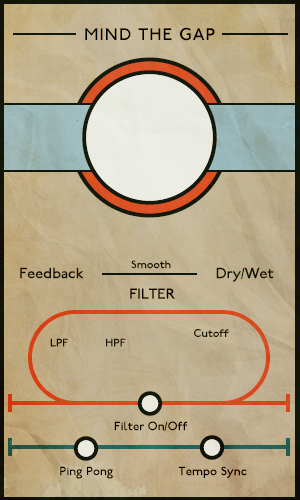 MIND THE GAP
Smooth
Feedback Dry/Wet
FILTER
Cutoff
LPF HPF
Filter On/Off
Ping Pong Tempo Sync